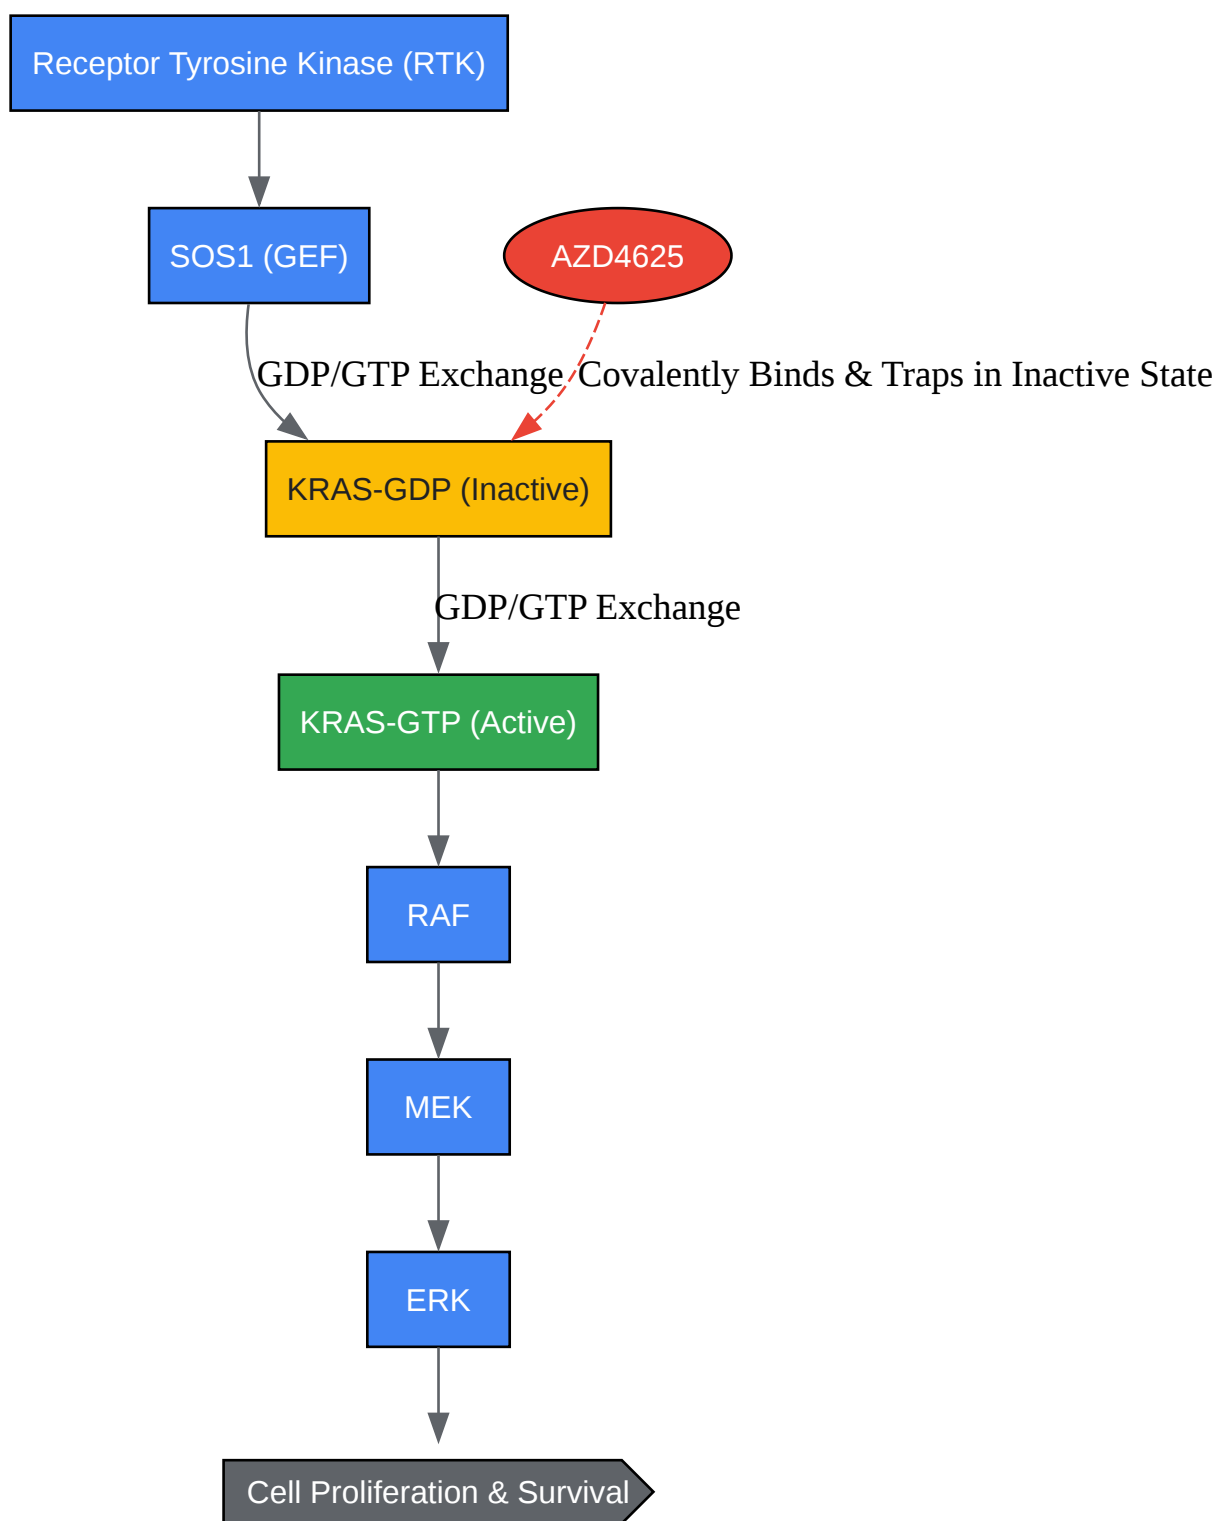 Receptor Tyrosine Kinase (RTK)
SOS1 (GEF)
AZD4625
GDP/GTP Exchange
Covalently Binds & Traps in Inactive State
KRAS-GDP (Inactive)
GDP/GTP Exchange
KRAS-GTP (Active)
RAF
MEK
ERK
Cell Proliferation & Survival